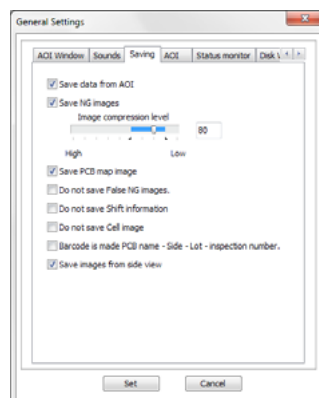 General Settings
AOI Window Sounds Saving AOI Status monitor Disk
Save data from AOI
Save NG images
Image compression level
80
High Low
Save PCB map image
Do not save False NG images.
Do not save Shift information
Do not save Cell image
Barcode is made PCB name - Side - Lot - inspection number.
Save images from side view
Set Cancel